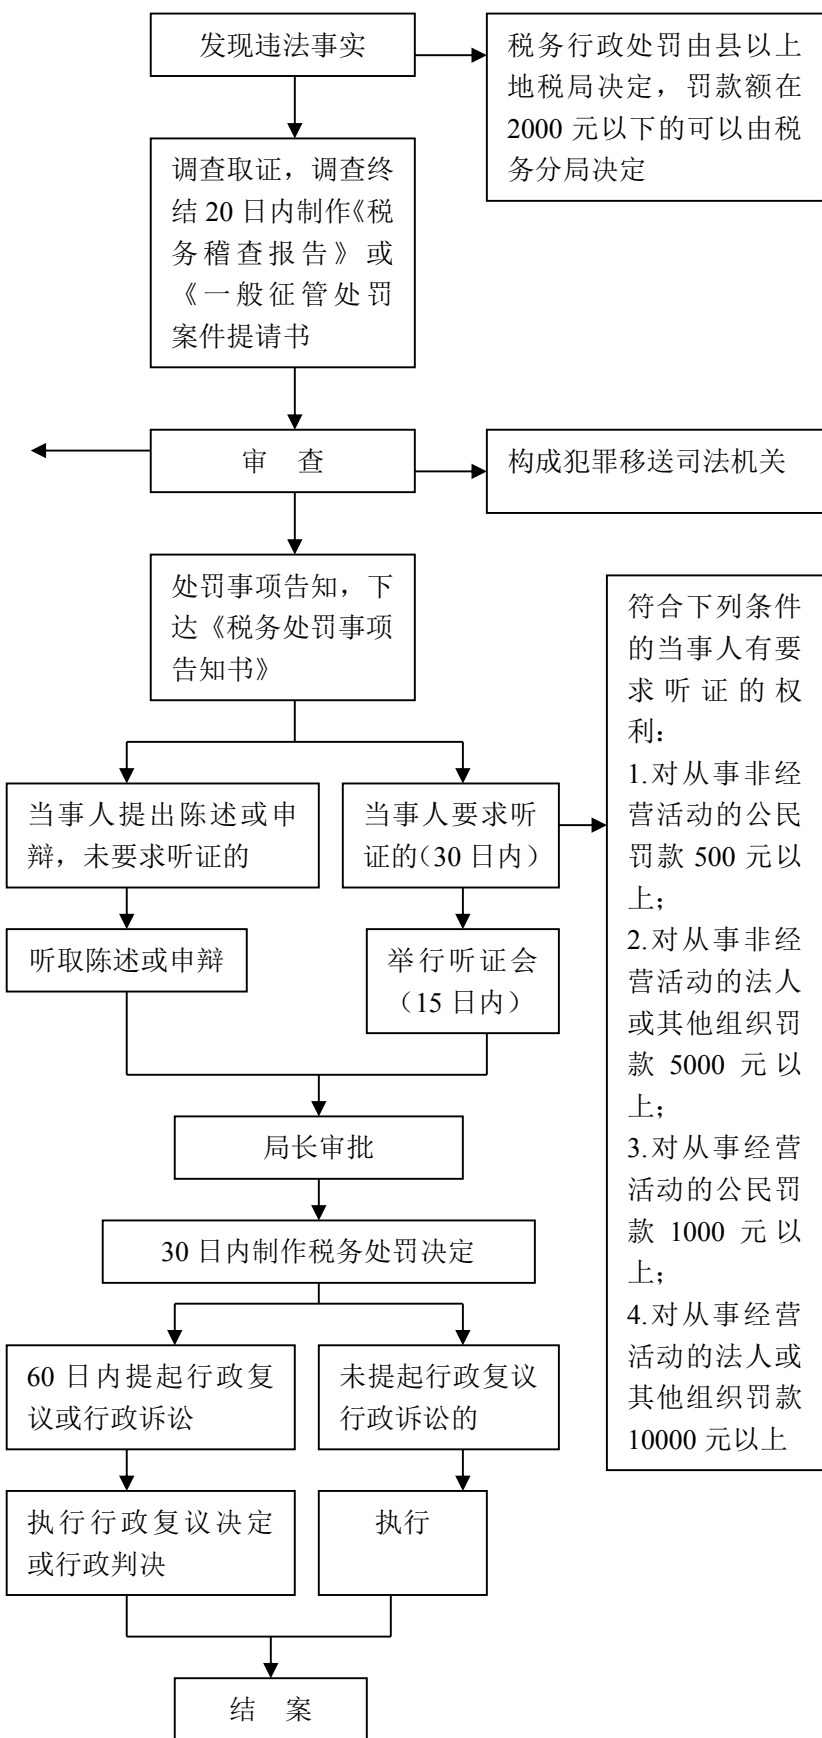 发现违法事实
税务行政处罚由县以上
地税局决定，罚款额在
2000 元以下的可以由税
务分局决定
调查取证，调查终
结 20 日内制作《税
务稽查报告》或
《一般征管处罚
案件提请书
审 查
构成犯罪移送司法机关
处罚事项告知，下
达《税务处罚事项
告知书》
符合下列条件
的当事人有要
求听证的权
利：
1.对从事非经
营活动的公民
罚款 500 元以
上；
2.对从事非经
营活动的法人
或其他组织罚
款 5000 元以
上；
3.对从事经营
活动的公民罚
款 1000 元以
上；
4.对从事经营
活动的法人或
其他组织罚款
10000 元以上
当事人提出陈述或申
辩，未要求听证的
当事人要求听
证的（30 日内）
听取陈述或申辩
举行听证会
（15 日内）
局长审批
30 日内制作税务处罚决定
60 日内提起行政复
议或行政诉讼
未提起行政复议
行政诉讼的
执行行政复议决定
或行政判决
执行
结 案